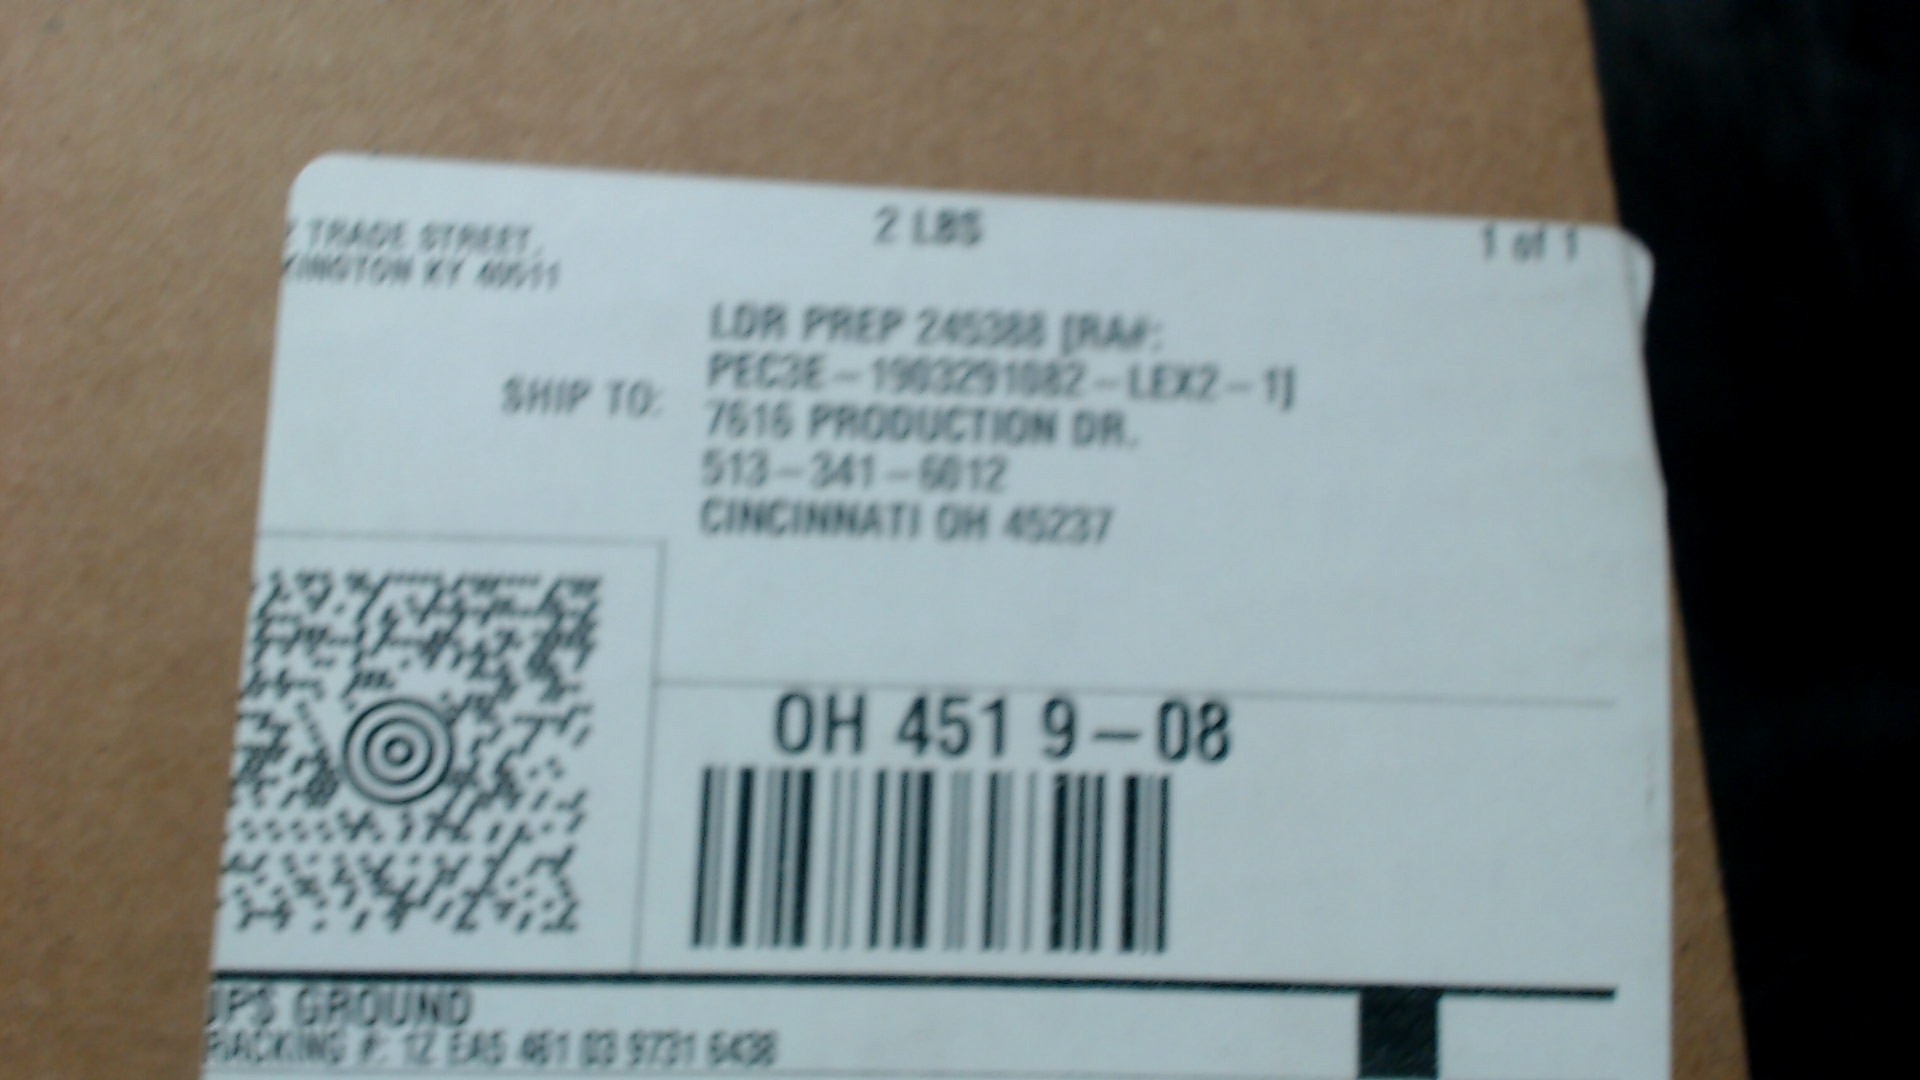 TRADE STREET,
KY 40511
2 LBS
1 of 1
SHIP TO:
LDR PREP 245388 [RA#:
PEC3E-1903291082-LEX2-1]
7616 PRODUCTION DR.
513-341-6012
CINCINNATI OH 45237
OH 451 9-08
UPS GROUND
TRACKING #: 1Z EA5 461 03 9731 6438